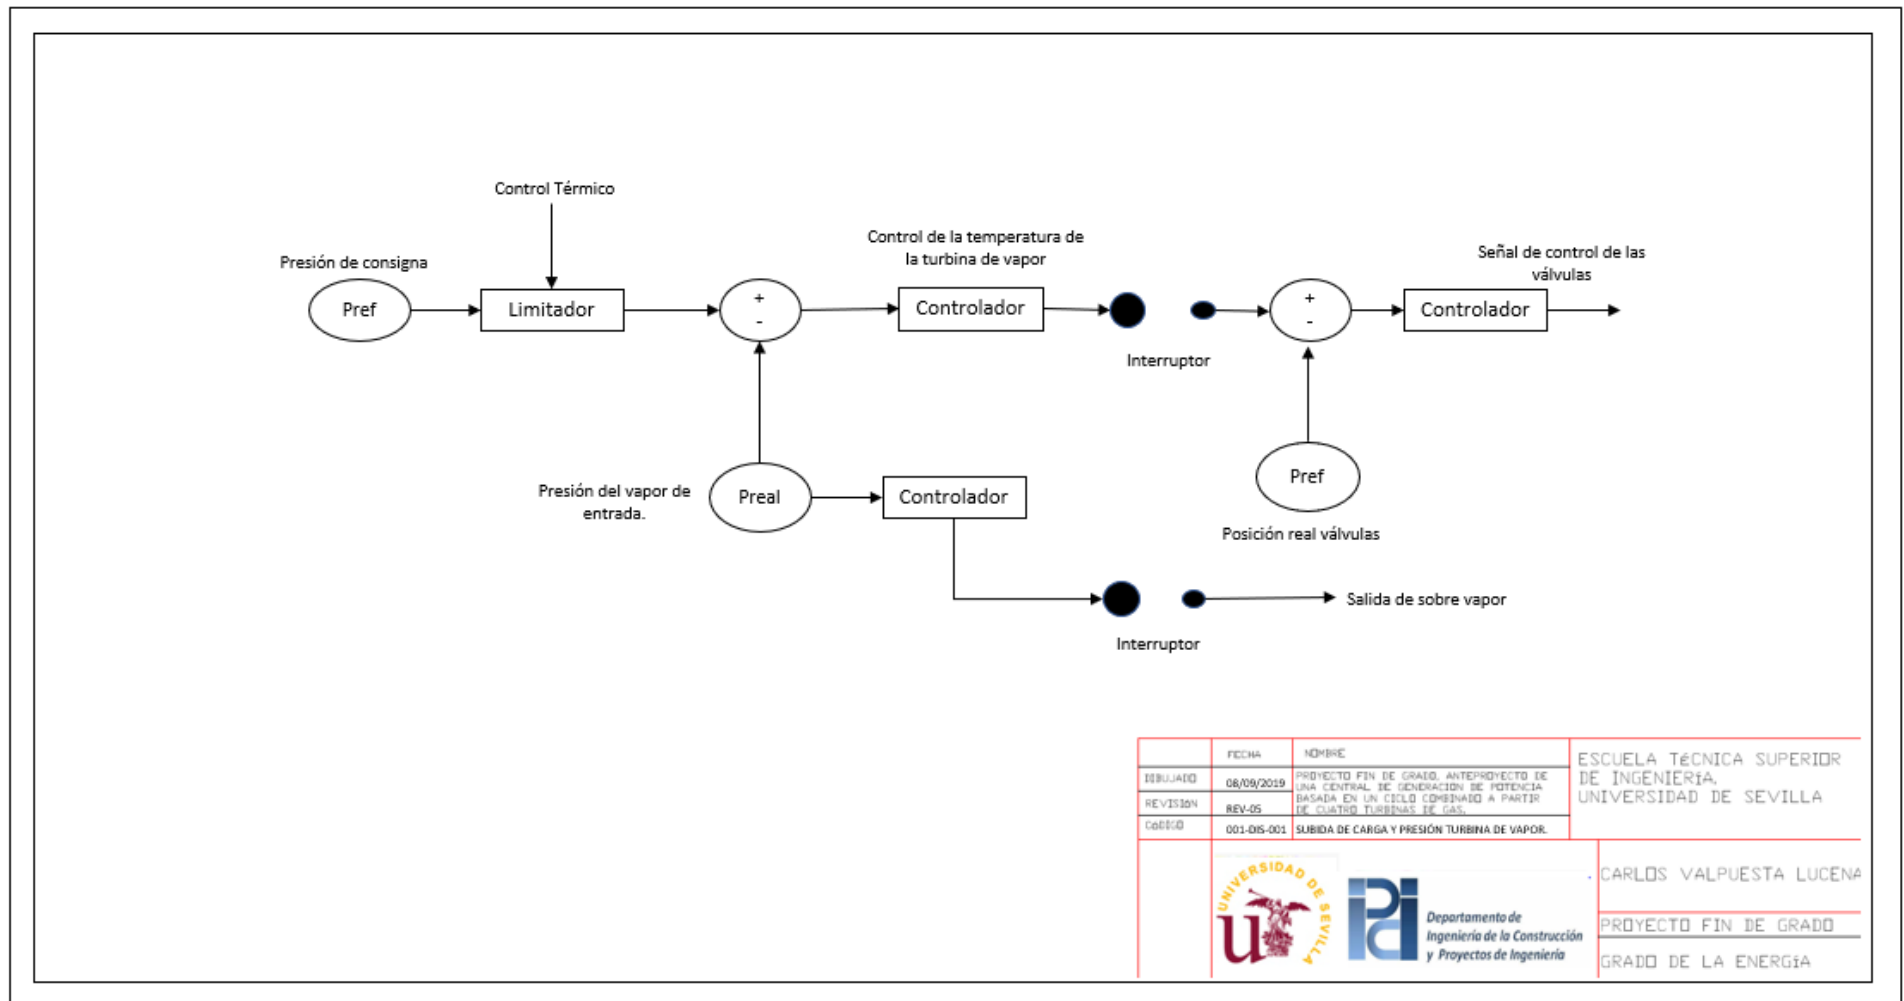 Control Térmico
Presión de consigna
Pref
Limitador
+
-
Control de la temperatura de
la turbina de vapor
Controlador
Interruptor
+
-
Señal de control de las
válvulas
Controlador
Presión del vapor de
entrada.
Preal
Controlador
Pref
Posición real válvulas
Interruptor
Salida de sobre vapor
FECHA
NOMBRE
DIBUJADO
08/09/2019
PROYECTO FIN DE GRADO. ANTEPROYECTO DE
UNA CENTRAL DE GENERACION DE POTENCIA
BASADA EN UN CICLO COMBINADO A PARTIR
DE CUATRO TURBINAS DE GAS.
REVISIóN
REV-05
CóDIGO
001-DIS-001
SUBIDA DE CARGA Y PRESIÓN TURBINA DE VAPOR.
ESCUELA TéCNICA SUPERIOR
DE INGENIERíA.
UNIVERSIDAD DE SEVILLA
UNIVERSIDAD DE SEVILLA
Departamento de
Ingeniería de la Construcción
y Proyectos de Ingeniería
CARLOS VALPUESTA LUCENA
PROYECTO FIN DE GRADO
GRADO DE LA ENERGíA